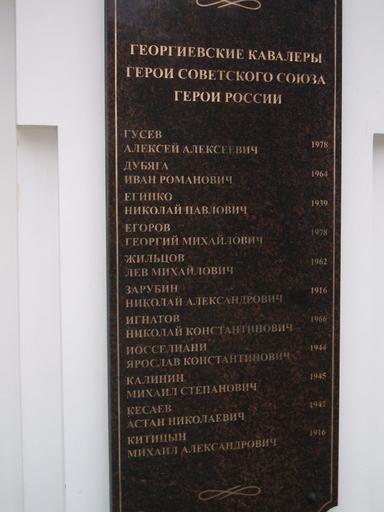 ГЕОРГИЕВСКИЕ КАВАЛЕРЫ
ГЕРОИ СОВЕТСКОГО СОЮЗА
ГЕРОИ РОССИИ
ГУСЕВ
АЛЕКСЕЙ АЛЕКСЕЕВИЧ 1978
ДУБЯГА
ИВАН РОМАНОВИЧ 1964
ЕГИПКО
НИКОЛАЙ ПАВЛОВИЧ 1939
ЕГОРОВ
ГЕОРГИЙ МИХАЙЛОВИЧ 1978
ЖИЛЬЦОВ
ЛЕВ МИХАЙЛОВИЧ 1962
ЗАРУБИН
НИКОЛАЙ АЛЕКСАНДРОВИЧ 1916
ИГНАТОВ
НИКОЛАЙ КОНСТАНТИНОВИЧ 1966
ИОССЕЛИАНИ
ЯРОСЛАВ КОНСТАНТИНОВИЧ 1944
КАЛИНИН
МИХАИЛ СТЕПАНОВИЧ 1945
КЕСАЕВ
АСТАН НИКОЛАЕВИЧ
КИТИЦЫН
МИХАИЛ АЛЕКСАНДРОВИЧ 1916